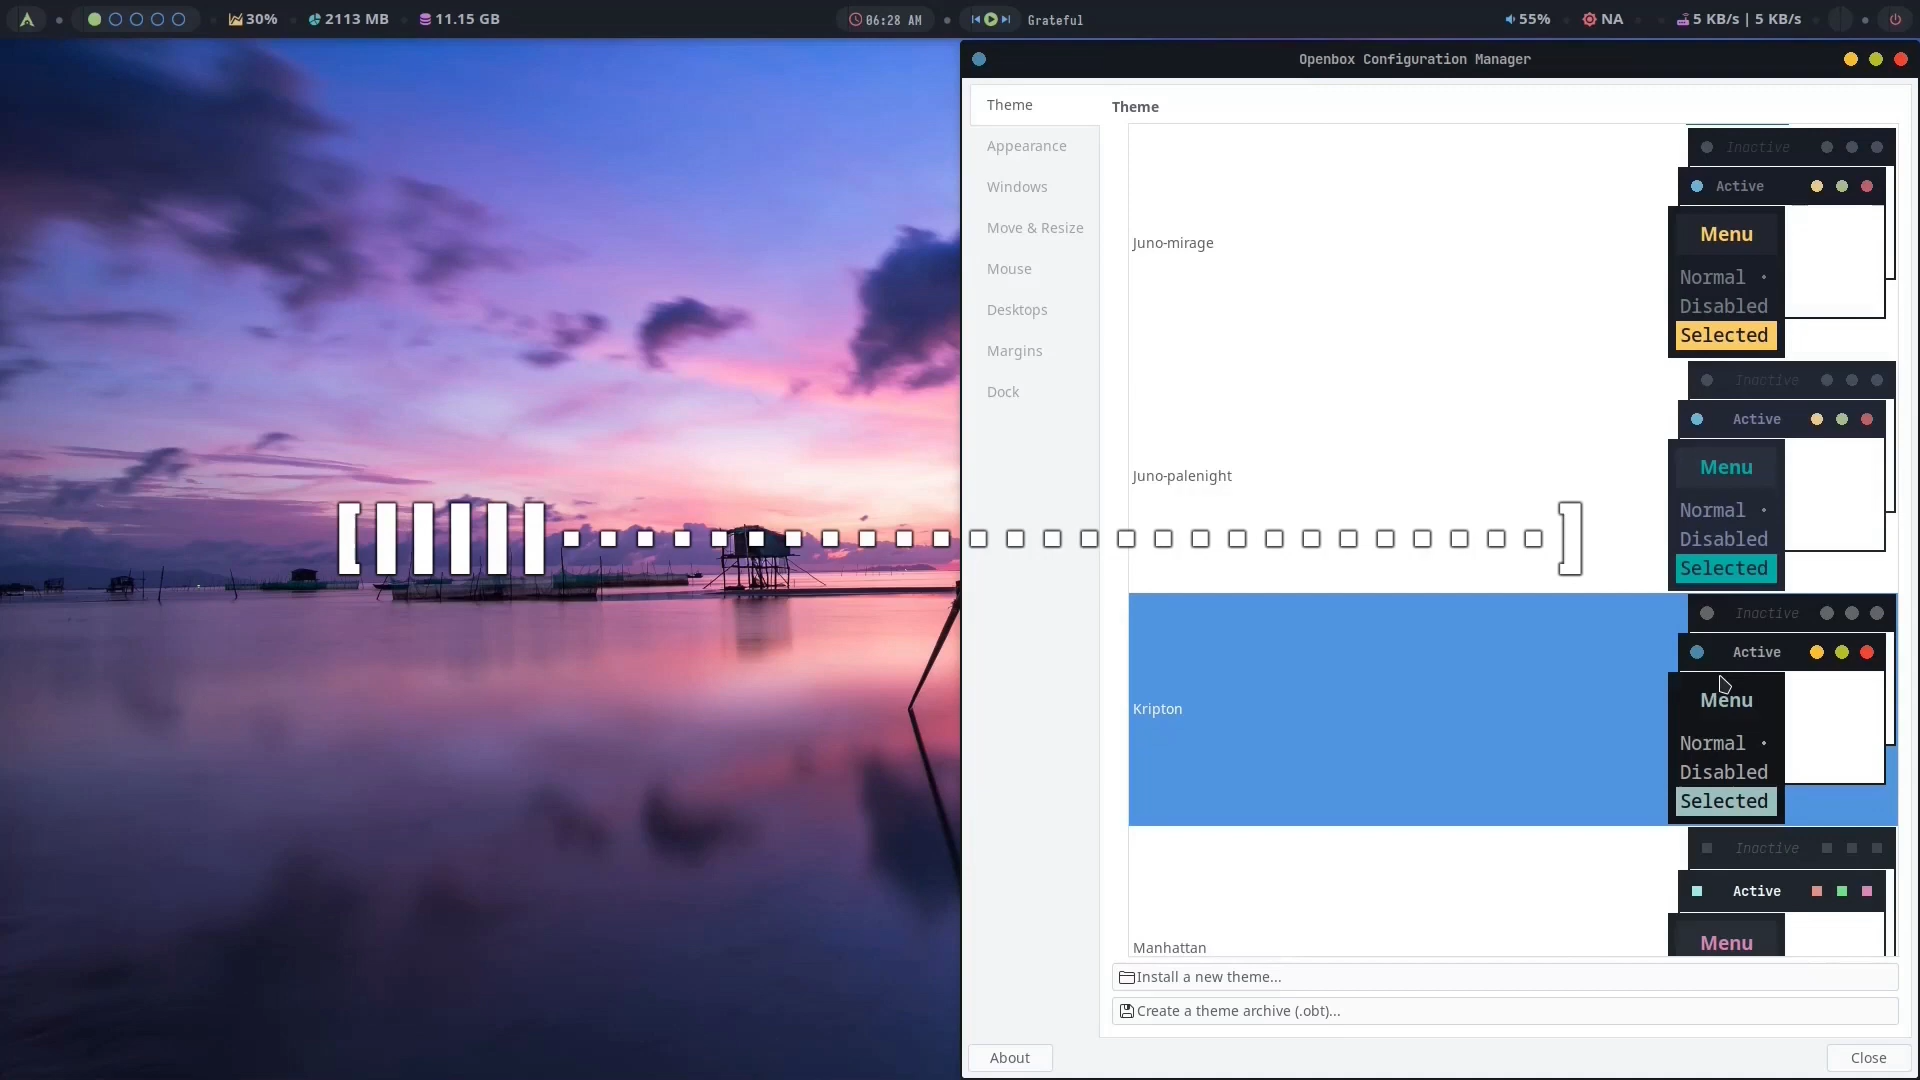 30% 2113 MB 11.15 GB 06:28 AM Grateful 55% NA 5 KB/s | 5 KB/s
Openbox Configuration Manager
Theme
Appearance
Windows
Move & Resize
Mouse
Desktops
Margins
Dock
Theme
Inactive
Active
Menu
Juno-mirage
Normal
Disabled
Selected
Inactive
Active
Menu
Juno-palenight
Normal
Disabled
Selected
Inactive
Active
Menu
Kripton
Normal
Disabled
Selected
Inactive
Active
Menu
Manhattan
Install a new theme...
Create a theme archive (.obt)...
About
Close